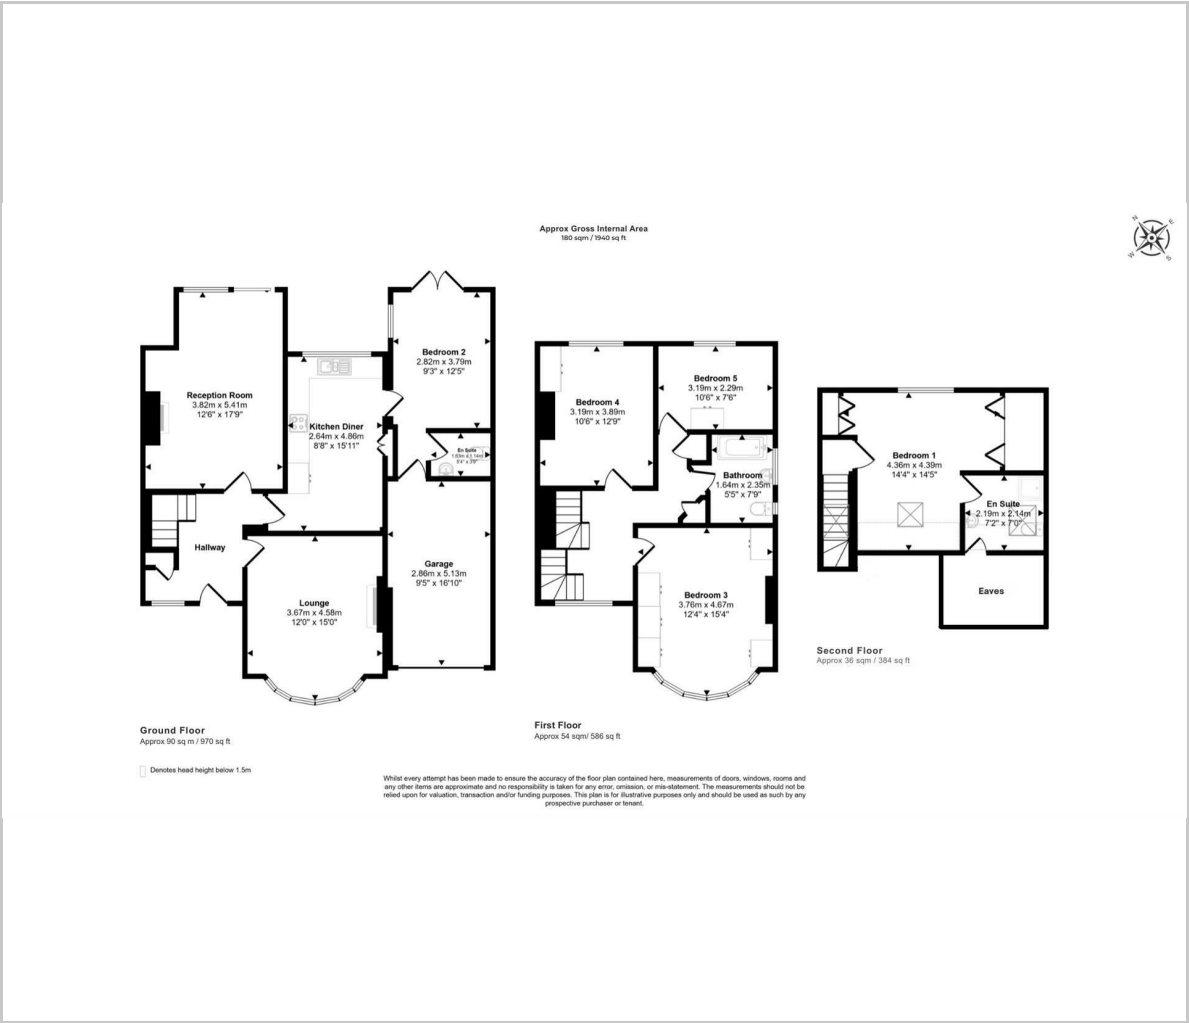 Approx Gross Internal Area
180 sqm / 1940 sq ft
N
E
W
S
Reception Room
3.82m x 5.41m
12'6" x 17'9"
Kitchen Diner
2.64m x 4.86m
8'8" x 15'11"
Bedroom 2
2.82m x 3.79m
9'3" x 12'5"
En Suite
1.63m x 1.14m
5'4" x 3'9"
Hallway
Lounge
3.67m x 4.58m
12'0" x 15'0"
Garage
2.86m x 5.13m
9'5" x 16'10"
Ground Floor
Approx 90 sq m / 970 sq ft
Denotes head height below 1.5m
Bedroom 4
3.19m x 3.89m
10'6" x 12'9"
Bedroom 5
3.19m x 2.29m
10'6" x 7'6"
Bathroom
1.64m x 2.35m
5'5" x 7'9"
Bedroom 3
3.76m x 4.67m
12'4" x 15'4"
First Floor
Approx 54 sqm/ 586 sq ft
Bedroom 1
4.36m x 4.39m
14'4" x 14'5"
En Suite
2.19m x 2.14m
7'2" x 7'0"
Eaves
Second Floor
Approx 36 sqm / 384 sq ft
Whilst every attempt has been made to ensure the accuracy of the floor plan contained here, measurements of doors, windows, rooms and
any other items are approximate and no responsibility is taken for any error, omission, or mis-statement. The measurements should not be
relied upon for valuation, transaction and/or funding purposes. This plan is for illustrative purposes only and should be used as such by any
prospective purchaser or tenant.